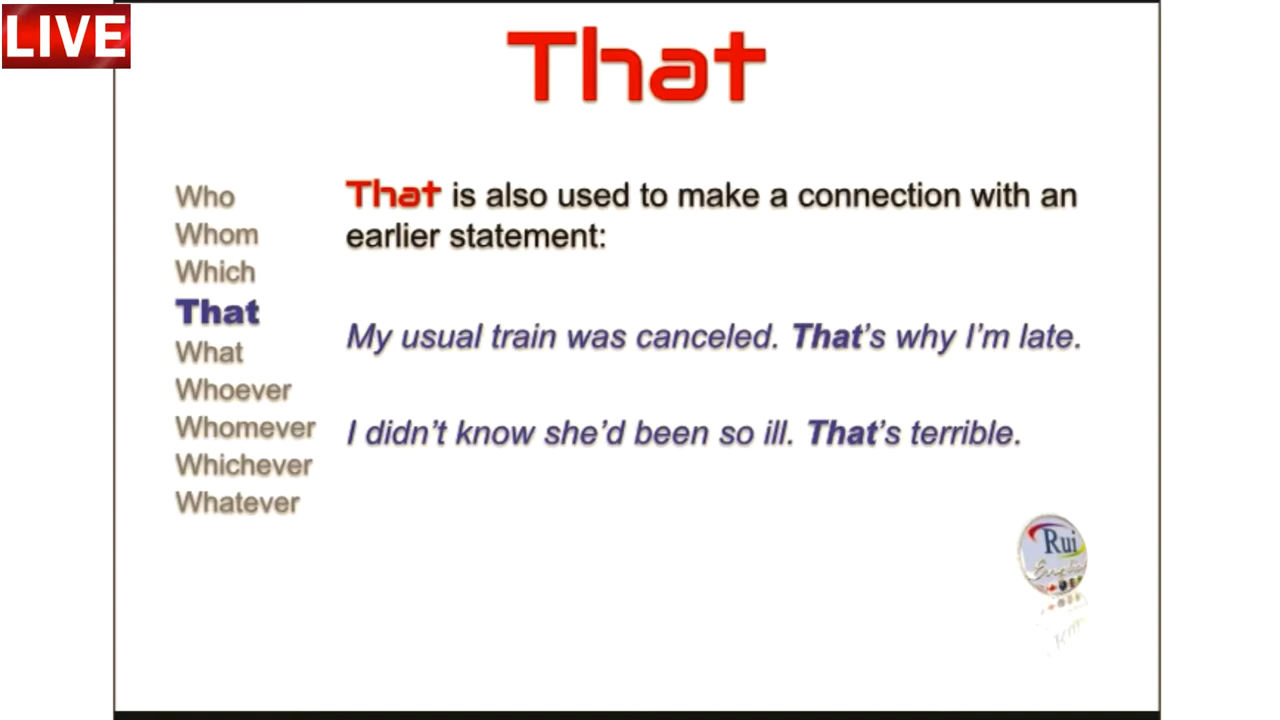 LIVE
That
Who
Whom
Which
That
What
Whoever
Whomever
Whichever
Whatever
That is also used to make a connection with an
earlier statement:
My usual train was canceled. That's why I'm late.
I didn't know she'd been so ill. That's terrible.
Rui